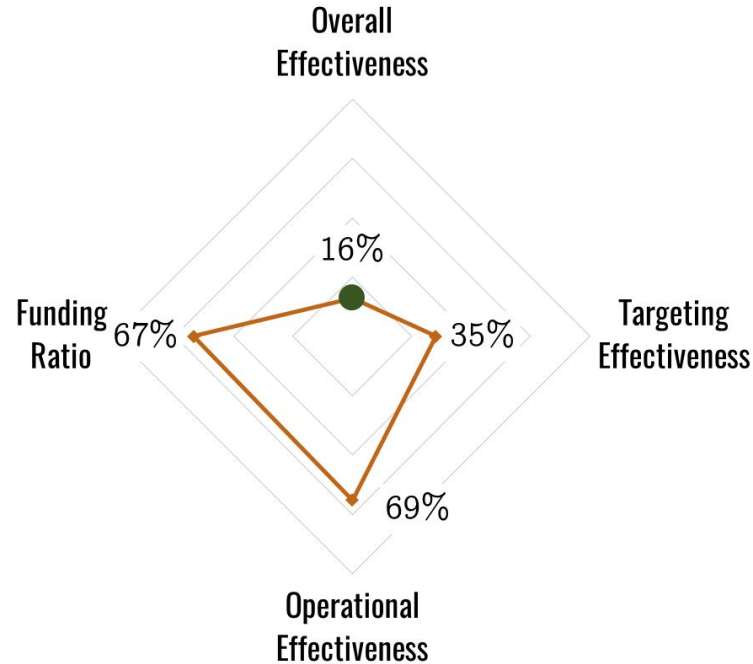 Overall
Effectiveness
16%
Funding
Ratio
67%
35%
Targeting
Effectiveness
69%
Operational
Effectiveness